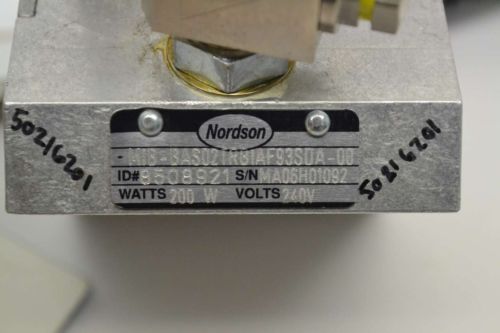 Nordson
ID# 8508921 S/N MA06H01092
WATTS 200 W VOLTS 240V
50216201
50216201